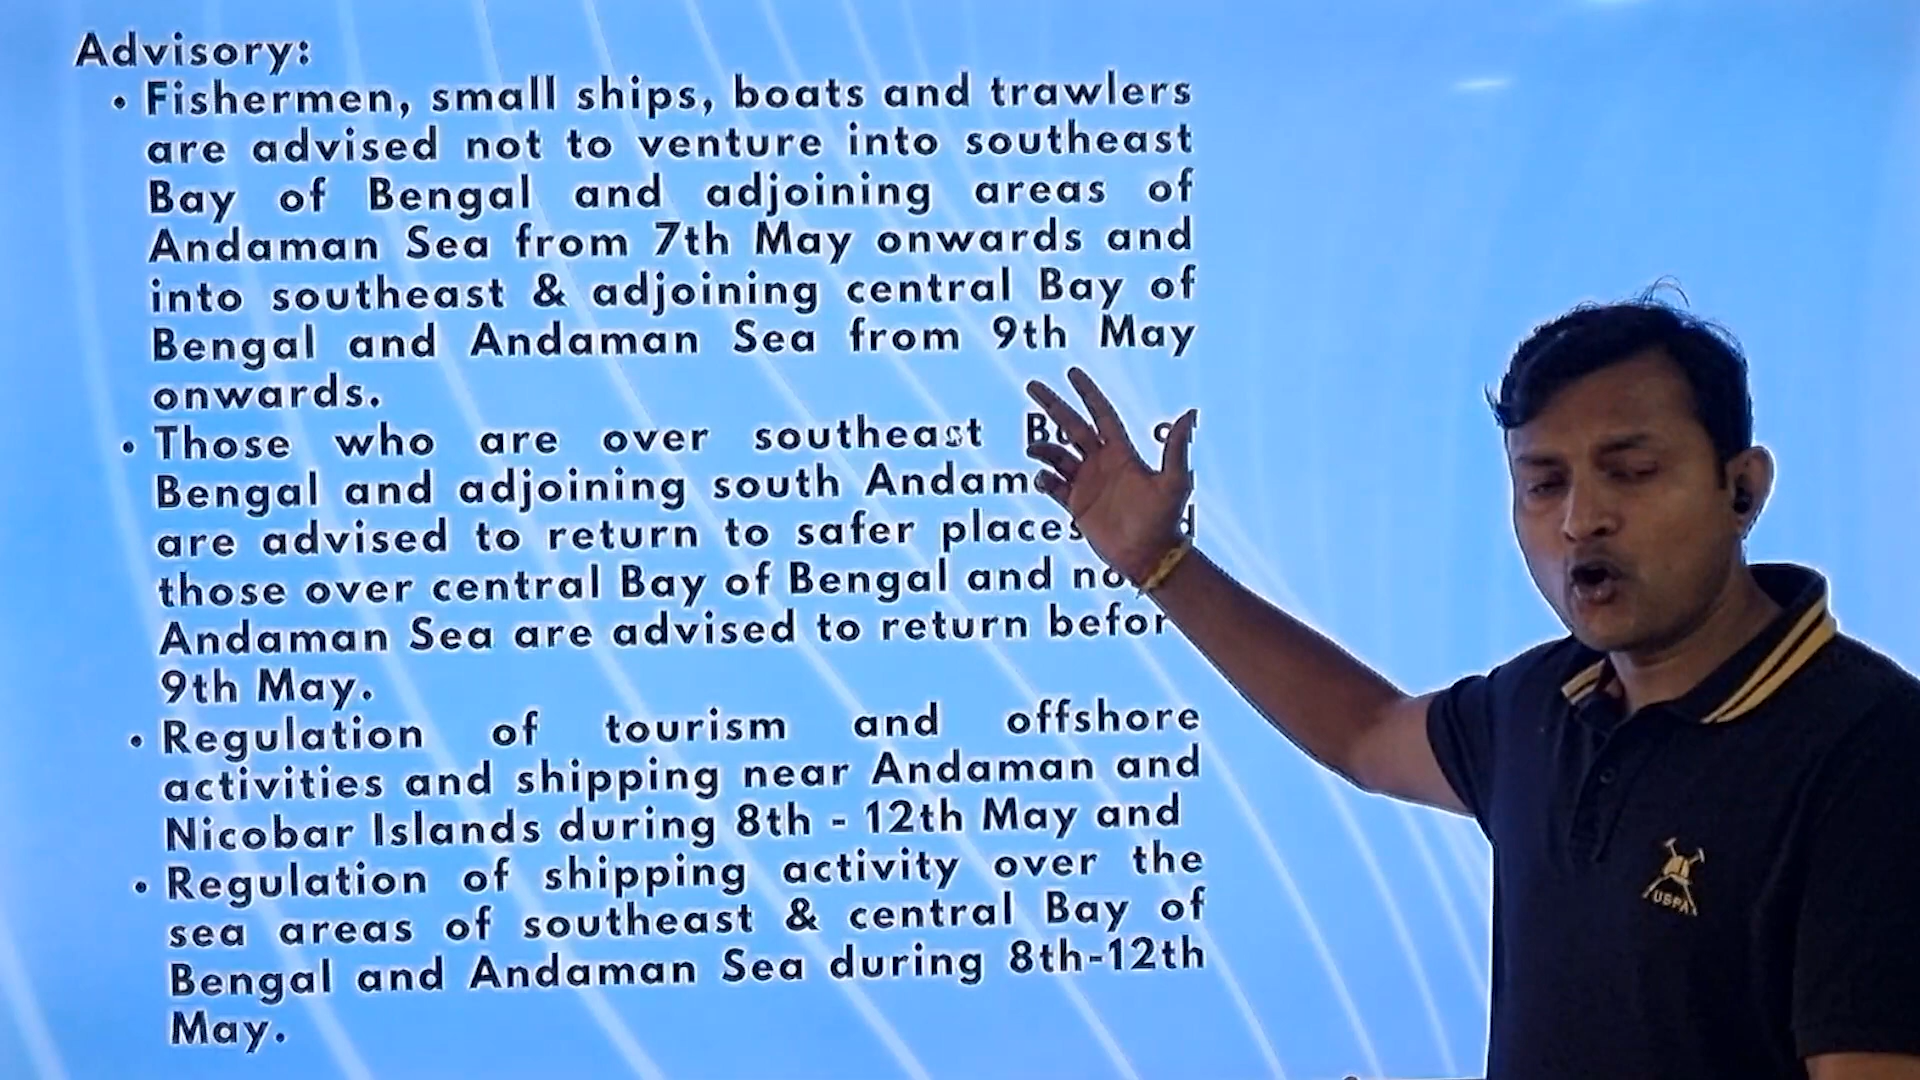 Advisory:
• Fishermen, small ships, boats and trawlers
are advised not to venture into southeast
Bay of Bengal and adjoining areas of
Andaman Sea from 7th May onwards and
into southeast & adjoining central Bay of
Bengal and Andaman Sea from 9th May
onwards.
• Those who are over southeast
Bengal and adjoining south
are advised to return to safer places
those over central Bay of Bengal and
Andaman Sea are advised to return
9th May.
• Regulation of tourism and offshore
activities and shipping near Andaman and
Nicobar Islands during 8th - 12th May and
• Regulation of shipping activity over the
sea areas of southeast & central Bay of
Bengal and Andaman Sea during 8th-12th
May.
USPA